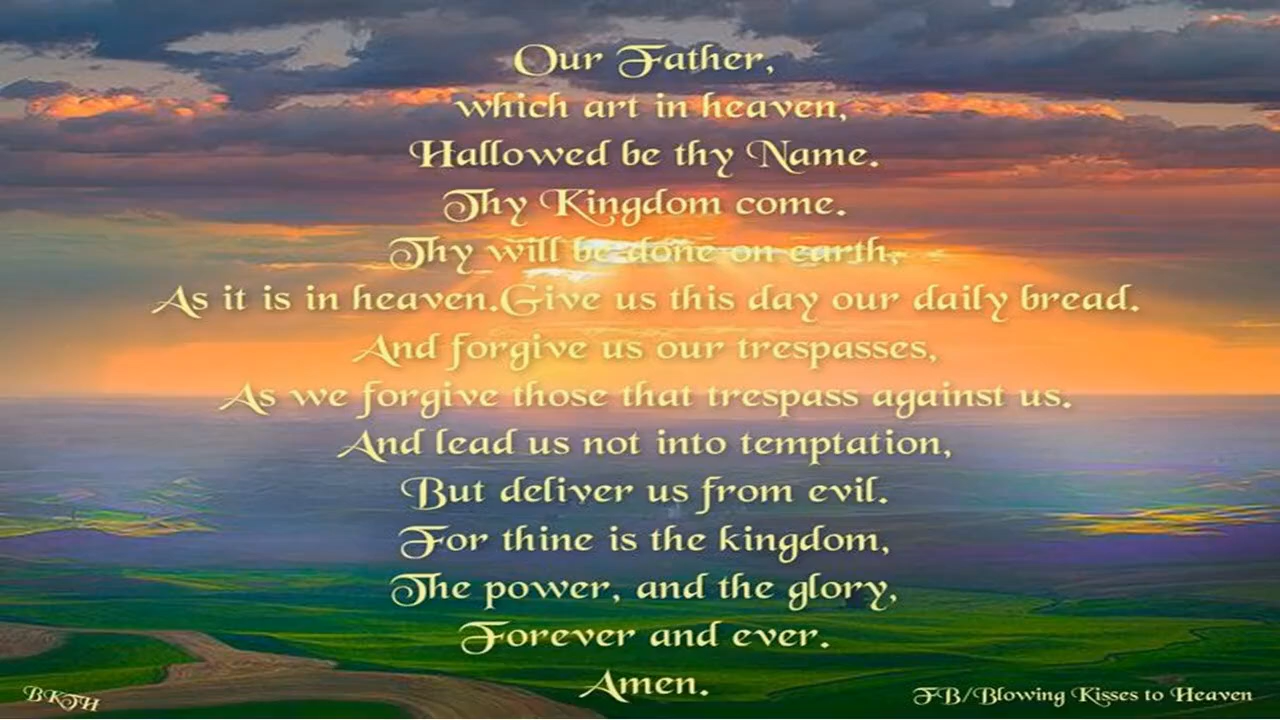 Our Father,
which art in heaven,
Hallowed be thy Name.
Thy Kingdom come.
Thy will be done on earth,
As it is in heaven.Give us this day our daily bread.
And forgive us our trespasses,
As we forgive those that trespass against us.
And lead us not into temptation,
But deliver us from evil.
For thine is the kingdom,
The power, and the glory,
Forever and ever.
Amen.
BKTH
FB/Blowing Kisses to Heaven